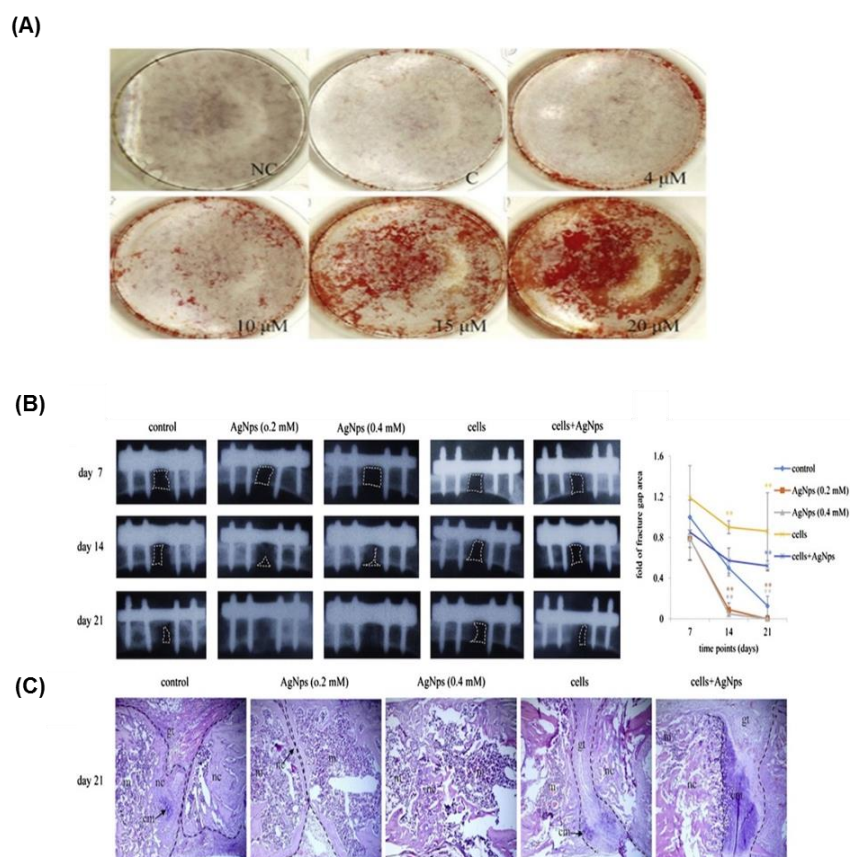 (A)
NC
C
4 µM
10 µM
15 µM
20 µM
(B)
control
AgNps (o.2 mM)
AgNps (0.4 mM)
cells
cells+AgNps
day 7
day 14
day 21
fold of fracture gap area
1.6
1.2
0.8
0.4
0
7
14
21
time points (days)
**
**
**
**
**
**
control
AgNps (0.2 mM)
AgNps (0.4 mM)
cells
cells+AgNps
(C)
control
AgNps (o.2 mM)
AgNps (0.4 mM)
cells
cells+AgNps
day 21
gt
m
nc
nc
cm
m
m
gt
nc
m
cm
gt
nc